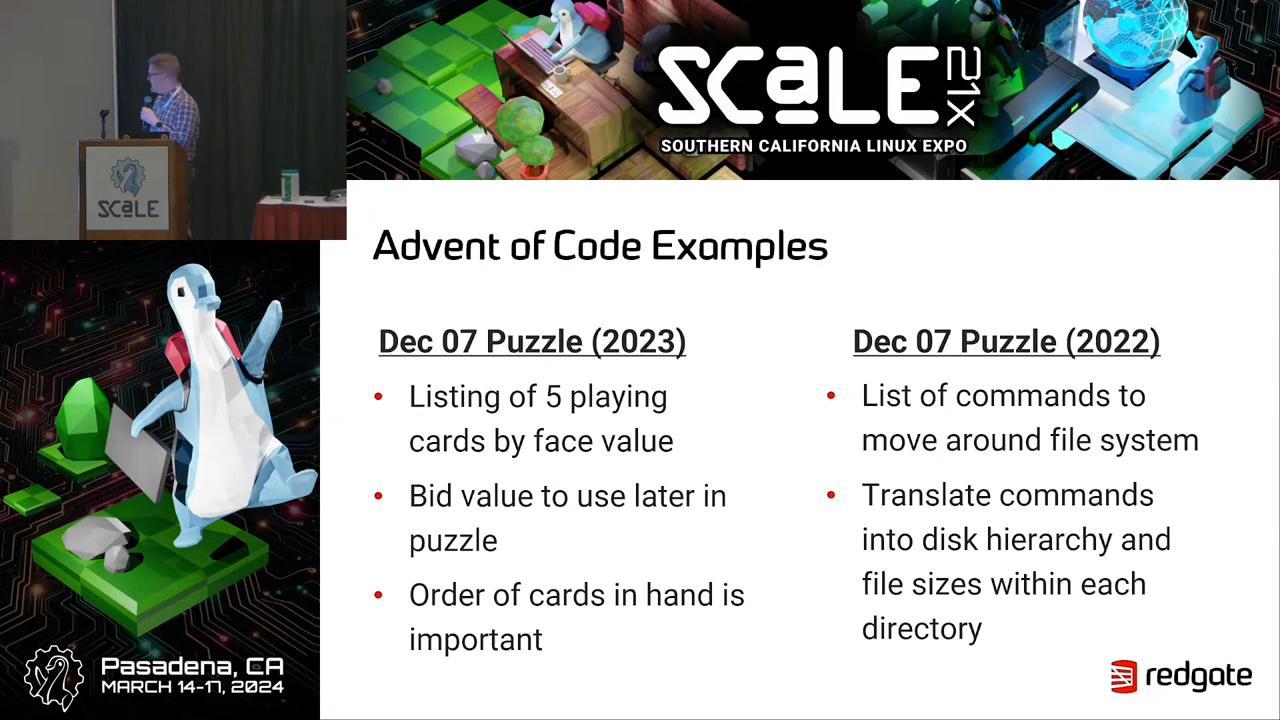 SCaLE
SCaLE 21X
SOUTHERN CALIFORNIA LINUX EXPO
Advent of Code Examples
Dec 07 Puzzle (2023)
• Listing of 5 playing
cards by face value
• Bid value to use later in
puzzle
• Order of cards in hand is
important
Dec 07 Puzzle (2022)
• List of commands to
move around file system
• Translate commands
into disk hierarchy and
file sizes within each
directory
Pasadena, CA
MARCH 14-17, 2024
redgate